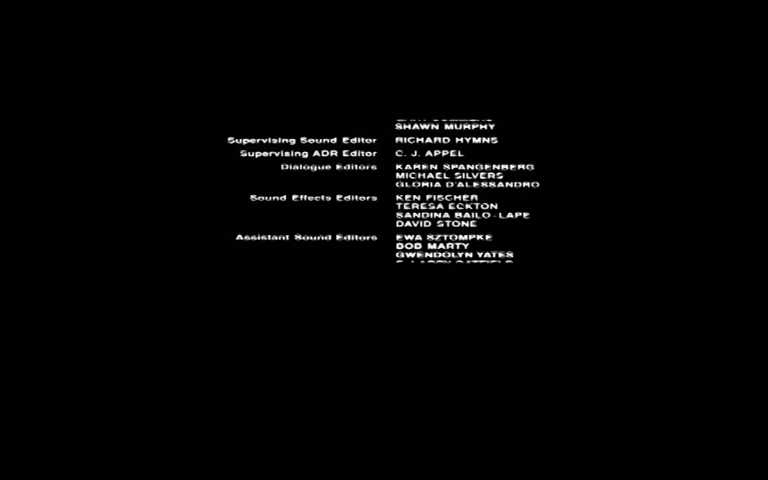 SHAWN MURPHY
Supervising Sound Editor RICHARD HYMNS
Supervising ADR Editor C. J. APPEL
Dialogue Editors KAREN SPANGENBERG
MICHAEL SILVERS
GLORIA D'ALESSANDRO
Sound Effects Editors KEN FISCHER
TERESA ECKTON
SANDINA BAILO-LAPE
DAVID STONE
Assistant Sound Editors EWA SZTOMPKE
BOB MARTY
GWENDOLYN YATES